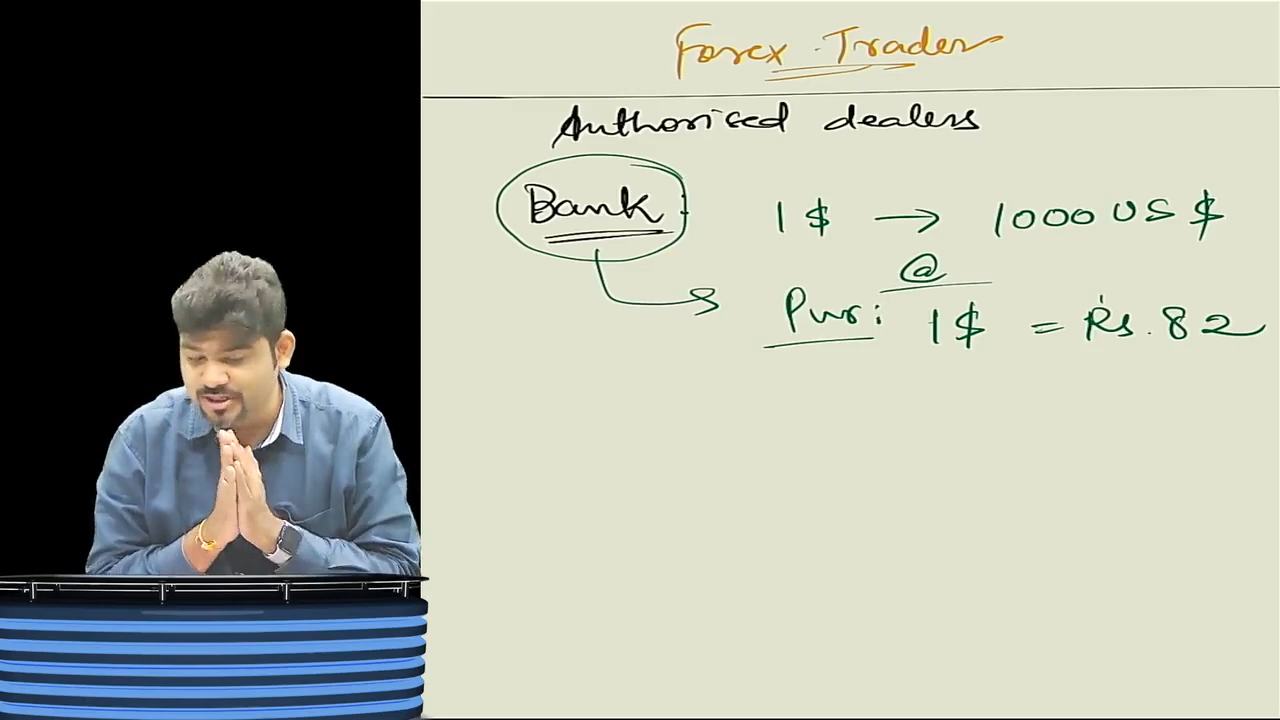 Forex Trader
Authorised dealers
Bank 1$ → 1000 US $
@
Pur: 1$ = Rs. 82